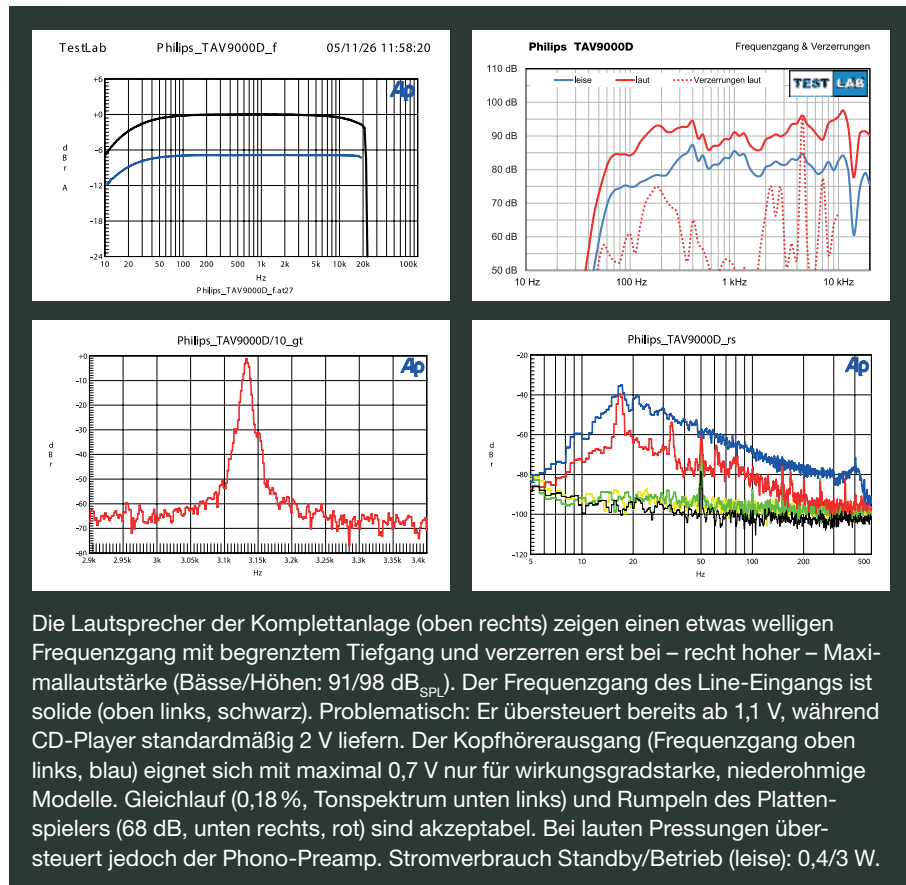 TestLab Philips_TAV9000D_f 05/11/26 11:58:20
Ap
+6
+0
-6
-12
-18
-24
d
B
r
A
10 20 50 100 200 500 1k 2k 5k 10k 20k 100k
Hz
Philips_TAV9000D_f.at27
Philips TAV9000D Frequenzgang & Verzerrungen
110 dB
leise laut Verzerrungen laut
TEST LAB
100 dB
90 dB
80 dB
70 dB
60 dB
50 dB
10 Hz 100 Hz 1 kHz 10 kHz
Philips_TAV9000D/10_gt
Ap
+0
-10
-20
-30
-40
-50
-60
-70
-80
d
B
r
2.9k 2.95k 3k 3.05k 3.1k 3.15k 3.2k 3.25k 3.3k 3.35k 3.4k
Hz
Philips_TAV9000D_rs
Ap
-20
-40
-60
-80
-100
-120
d
B
r
5 10 20 50 100 200 500
Hz
Die Lautsprecher der Komplettanlage (oben rechts) zeigen einen etwas welligen
Frequenzgang mit begrenztem Tiefgang und verzerren erst bei – recht hoher – Maxi-
mallautstärke (Bässe/Höhen: 91/98 dBSPL). Der Frequenzgang des Line-Eingangs ist
solide (oben links, schwarz). Problematisch: Er übersteuert bereits ab 1,1 V, während
CD-Player standardmäßig 2 V liefern. Der Kopfhörerausgang (Frequenzgang oben
links, blau) eignet sich mit maximal 0,7 V nur für wirkungsgradstarke, niederohmige
Modelle. Gleichlauf (0,18 %, Tonspektrum unten links) und Rumpeln des Platten-
spielers (68 dB, unten rechts, rot) sind akzeptabel. Bei lauten Pressungen über-
steuert jedoch der Phono-Preamp. Stromverbrauch Standby/Betrieb (leise): 0,4/3 W.